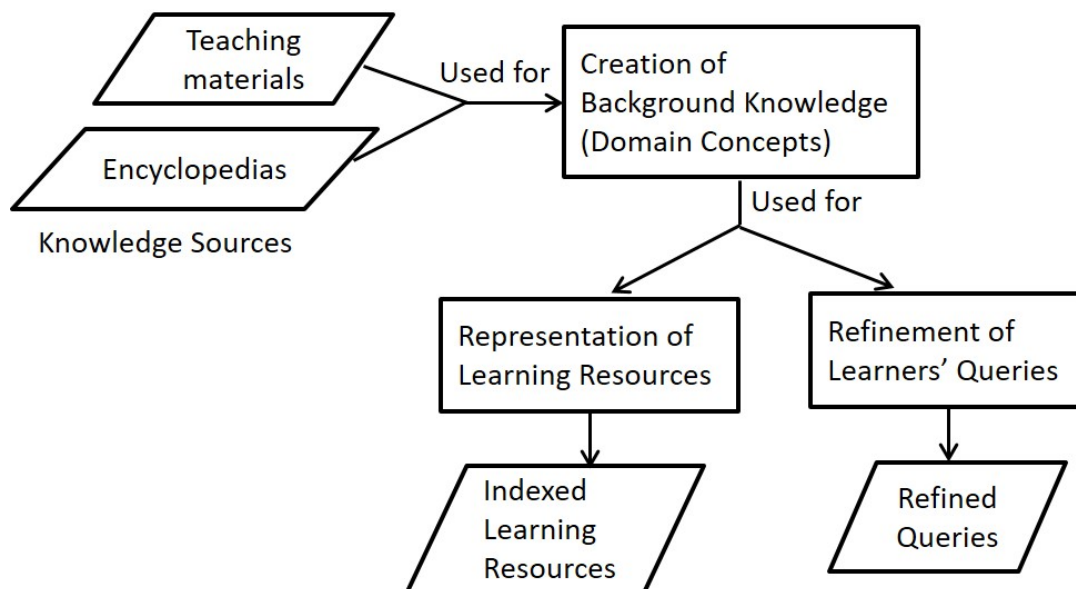 Teaching
materials
Used for
Creation of
Background Knowledge
(Domain Concepts)
Encyclopedias
Knowledge Sources
Used for
Representation of
Learning Resources
Refinement of
Learners’ Queries
Indexed
Learning
Resources
Refined
Queries